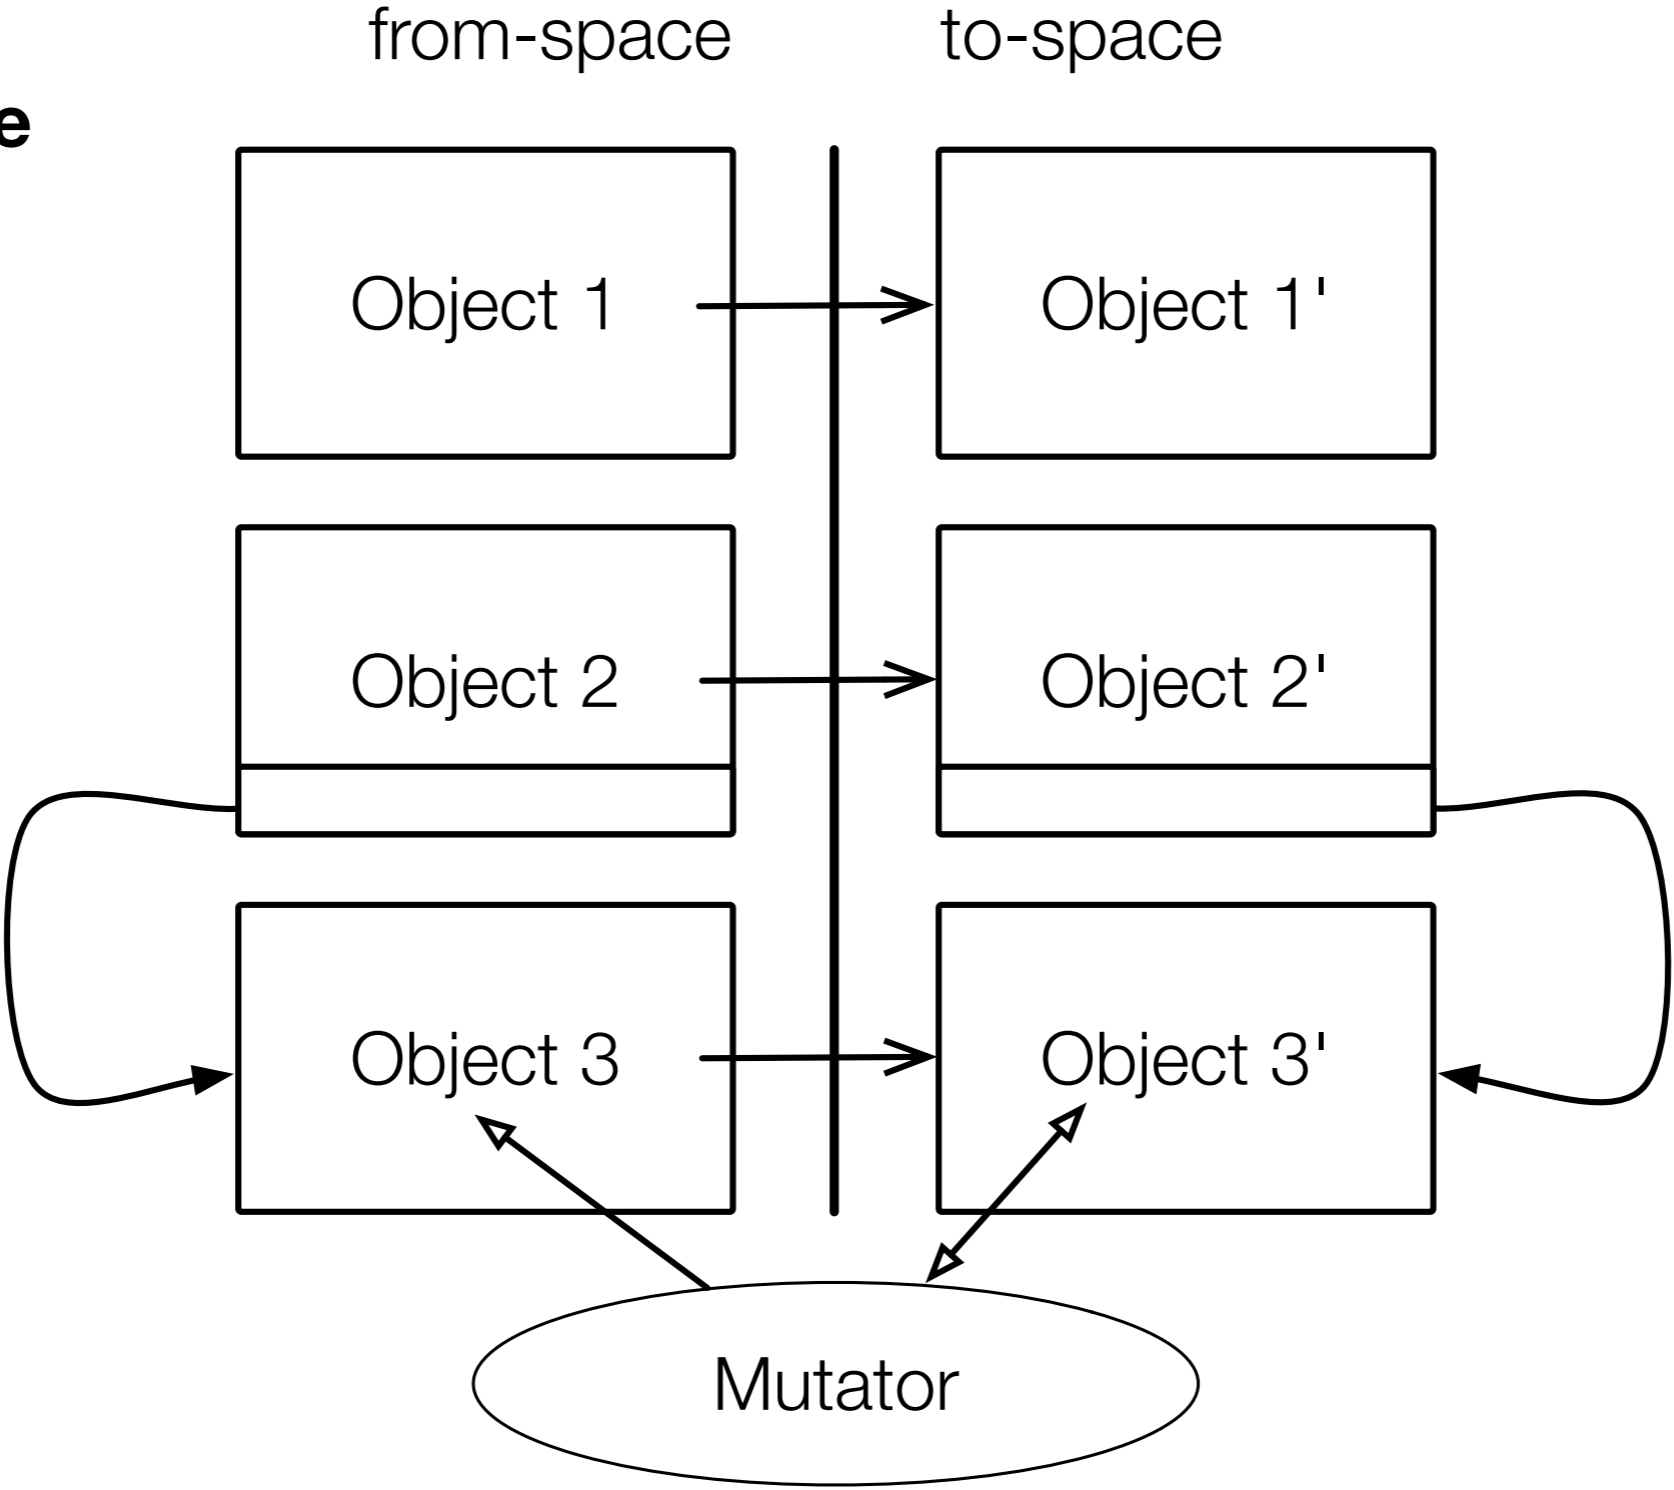 from-space to-space
e
Object 1 Object 1'
Object 2 Object 2'
Object 3 Object 3'
Mutator